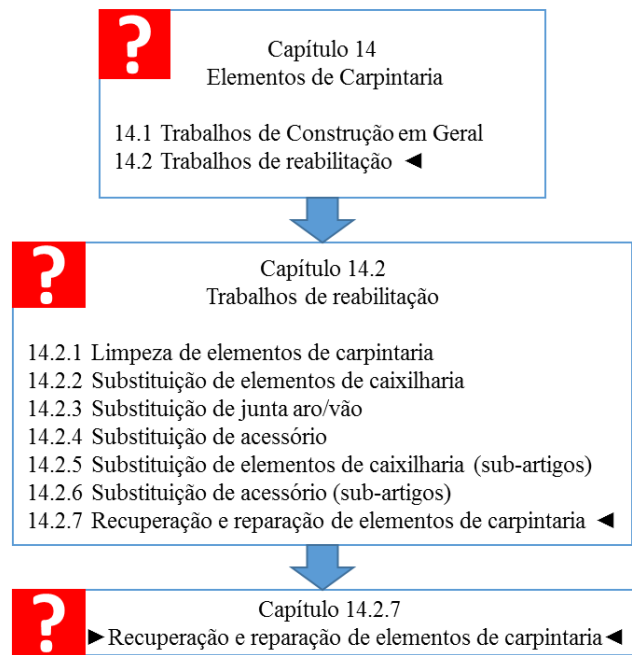 ?
Capítulo 14
Elementos de Carpintaria
14.1 Trabalhos de Construção em Geral
14.2 Trabalhos de reabilitação ◄
?
Capítulo 14.2
Trabalhos de reabilitação
14.2.1 Limpeza de elementos de carpintaria
14.2.2 Substituição de elementos de caixilharia
14.2.3 Substituição de junta aro/vão
14.2.4 Substituição de acessório
14.2.5 Substituição de elementos de caixilharia (sub-artigos)
14.2.6 Substituição de acessório (sub-artigos)
14.2.7 Recuperação e reparação de elementos de carpintaria ◄
?
Capítulo 14.2.7
►Recuperação e reparação de elementos de carpintaria◄